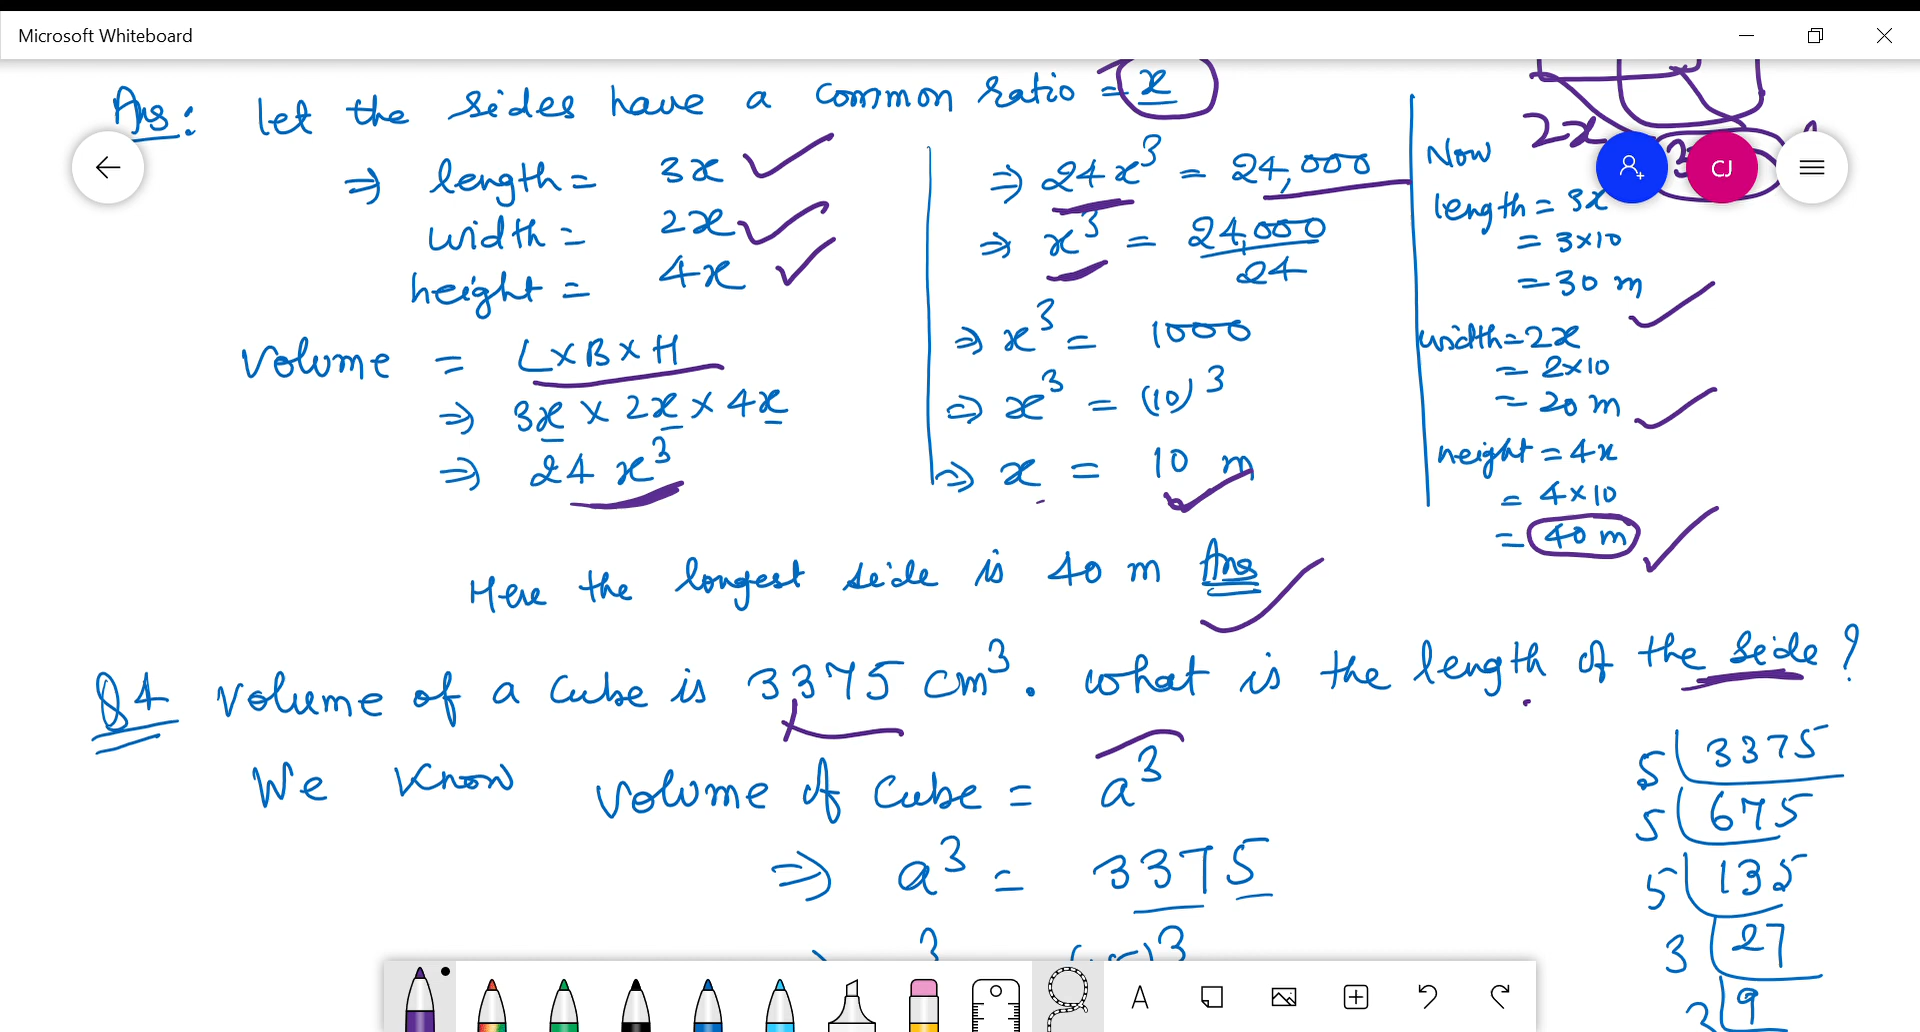 Microsoft Whiteboard
Ans: let the sides have a common ratio = x
⇒ length = 3x
width = 2x
height = 4x
Volume = L×B×H
⇒ 3x × 2x × 4x
⇒ 24 x³
⇒ 24x³ = 24,000
⇒ x³ = 24,000
24
⇒ x³ = 1000
⇒ x³ = (10)³
⇒ x = 10 m
2x
CJ
Now
length = 3x
= 3×10
= 30 m
width = 2x
= 2×10
= 20 m
height = 4x
= 4×10
= 40 m
Here the longest side is 40 m Ans
Q4 Volume of a Cube is 3375 cm³. What is the length of the side?
We know volume of Cube = a³
⇒ a³ = 3375
5 3375
5 675
5 135
3 27
9
A